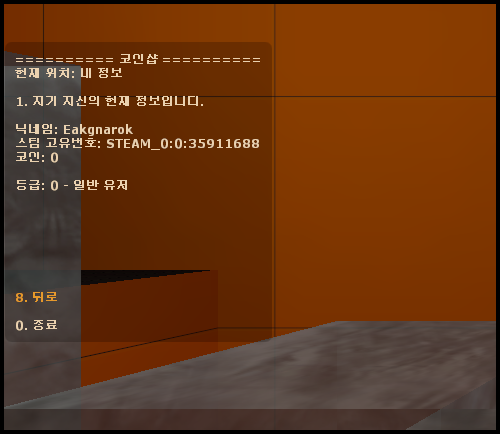 ========== 코인샵 ==========
현재 위치: 내 정보
1. 자기 자신의 현재 정보입니다.
닉네임: Eakgnarok
스팀 고유번호: STEAM_0:0:35911688
코인: 0
등급: 0 - 일반 유저
8. 뒤로
0. 종료